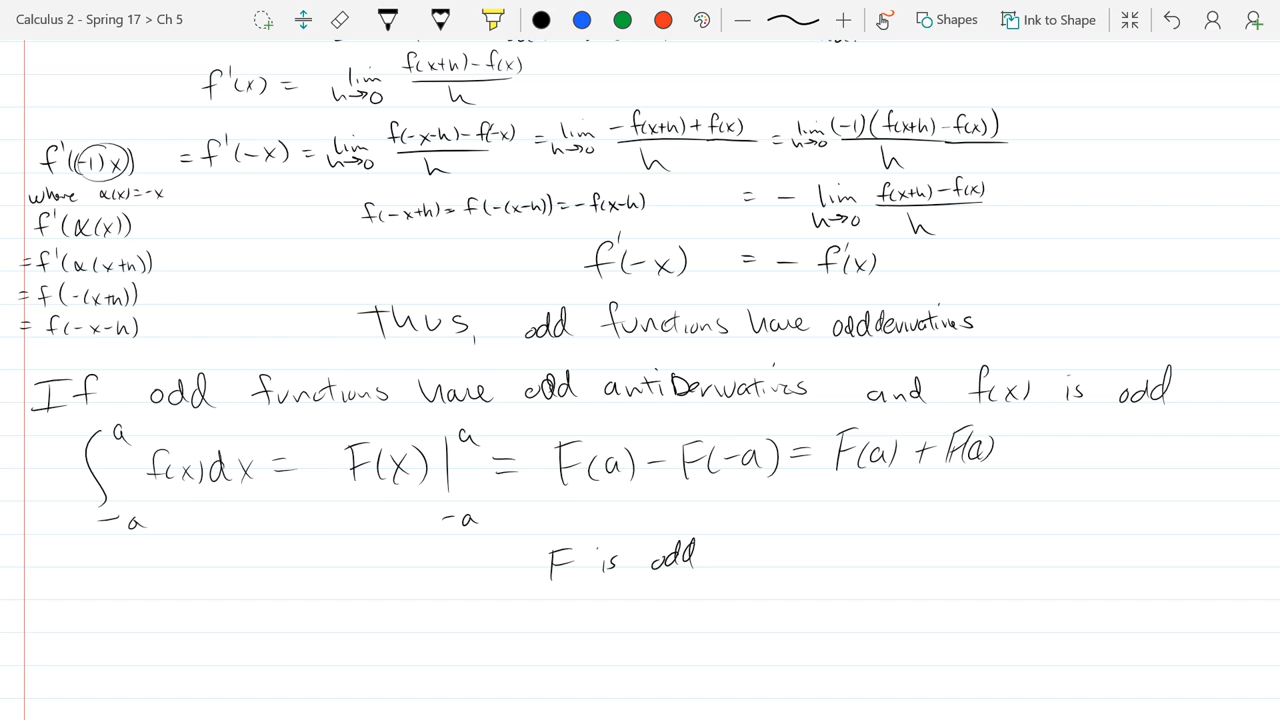 Calculus 2 - Spring 17 > Ch 5
Shapes
Ink to Shape
f'(x) = lim h→0 f(x+h) - f(x) / h
f'((-1)x) = f'(-x) = lim h→0 f(-x-h) - f(-x) / h = lim h→0 -f(x+h) + f(x) / h = lim h→0 (-1)(f(x+h) - f(x)) / h
where α(x) = -x
f(-x+h) = f(-(x-h)) = -f(x-h)
= - lim h→0 f(x+h) - f(x) / h
f'(α(x))
= f'(α(x+h))
= f(-(x+h))
= f(-x-h)
f'(-x) = - f'(x)
Thus, odd functions have odd derivatives
If odd functions have odd antiDerivatives and f(x) is odd
∫_{-a}^{a} f(x)dx = F(x) |_{-a}^{a} = F(a) - F(-a) = F(a) + F(a)
F is odd